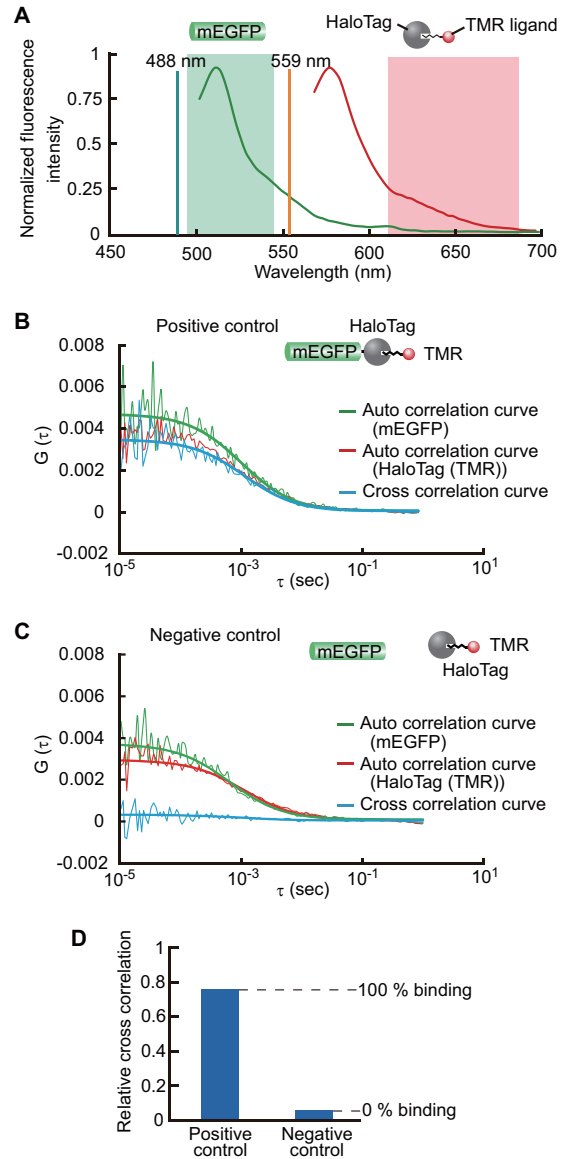 A
mEGFP
HaloTag
TMR ligand
488 nm
559 nm
Normalized fluorescence
intensity
1
0.75
0.5
0.25
0
450
500
550
600
650
700
Wavelength (nm)
B
Positive control
HaloTag
mEGFP
TMR
0.008
0.006
0.004
0.002
0
-0.002
G (τ)
Auto correlation curve
(mEGFP)
Auto correlation curve
(HaloTag (TMR))
Cross correlation curve
10-5
10-3
10-1
101
τ (sec)
C
Negative control
mEGFP
TMR
HaloTag
0.008
0.006
0.004
0.002
0
-0.002
G (τ)
Auto correlation curve
(mEGFP)
Auto correlation curve
(HaloTag (TMR))
Cross correlation curve
10-5
10-3
10-1
101
τ (sec)
D
Relative cross correlation
1
0.8
0.6
0.4
0.2
0
100 % binding
0 % binding
Positive
control
Negative
control